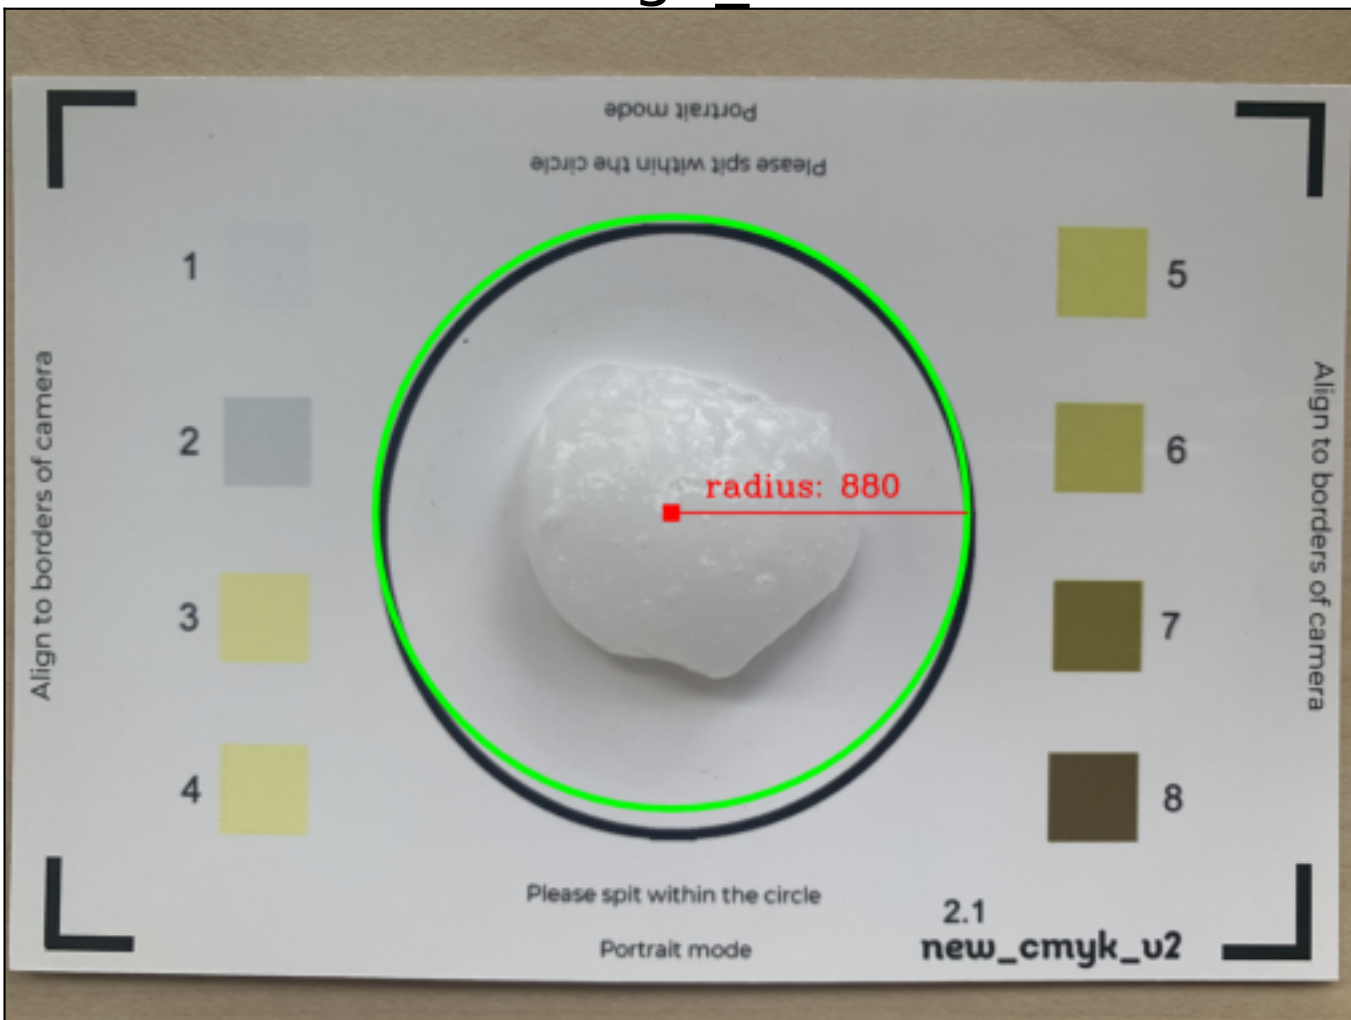 Portrait mode
Please spit within the circle
1
2
3
4
5
6
7
8
Align to borders of camera
Align to borders of camera
radius: 880
Please spit within the circle
Portrait mode
2.1
new_cmyk_v2